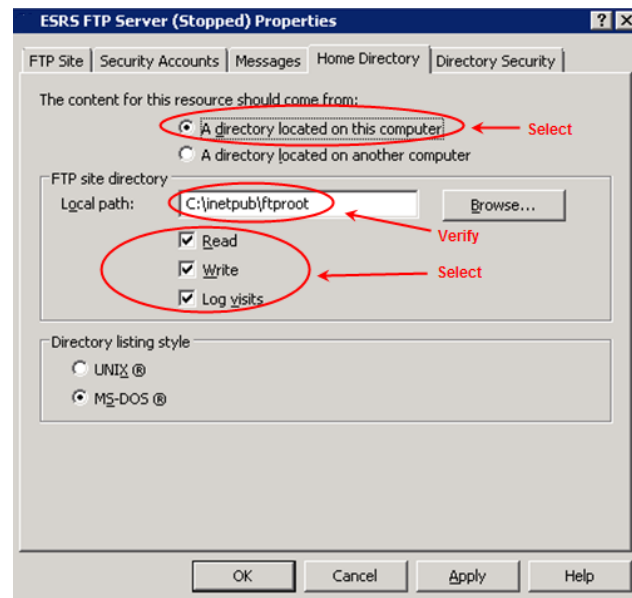 ESRS FTP Server (Stopped) Properties
FTP Site Security Accounts Messages Home Directory Directory Security
The content for this resource should come from:
A directory located on this computer Select
A directory located on another computer
FTP site directory
Local path: C:\inetpub\ftproot Browse...
Verify
Read
Write Select
Log visits
Directory listing style
UNIX ®
MS-DOS ®
OK Cancel Apply Help